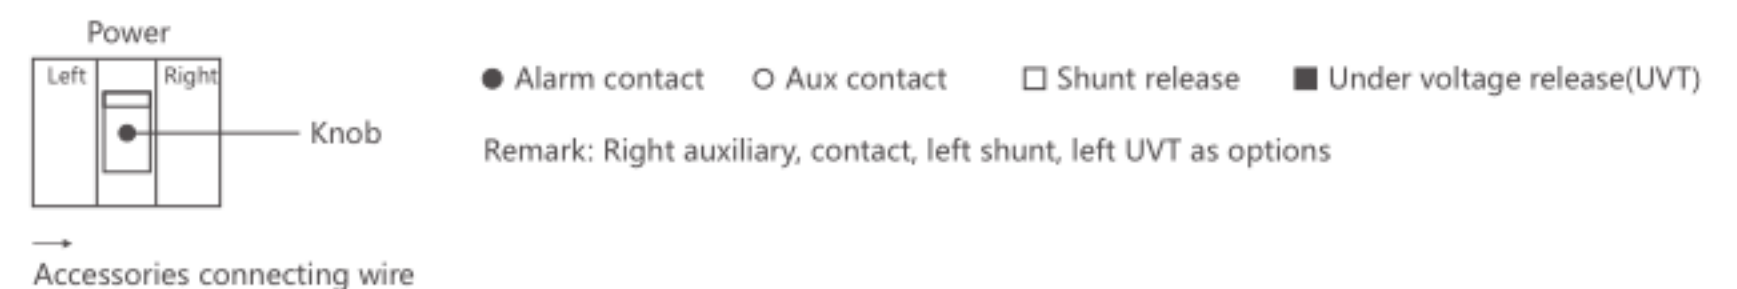 Power
Left
Right
Knob
Accessories connecting wire
Alarm contact
Aux contact
Shunt release
Under voltage release(UVT)
Remark: Right auxiliary, contact, left shunt, left UVT as options